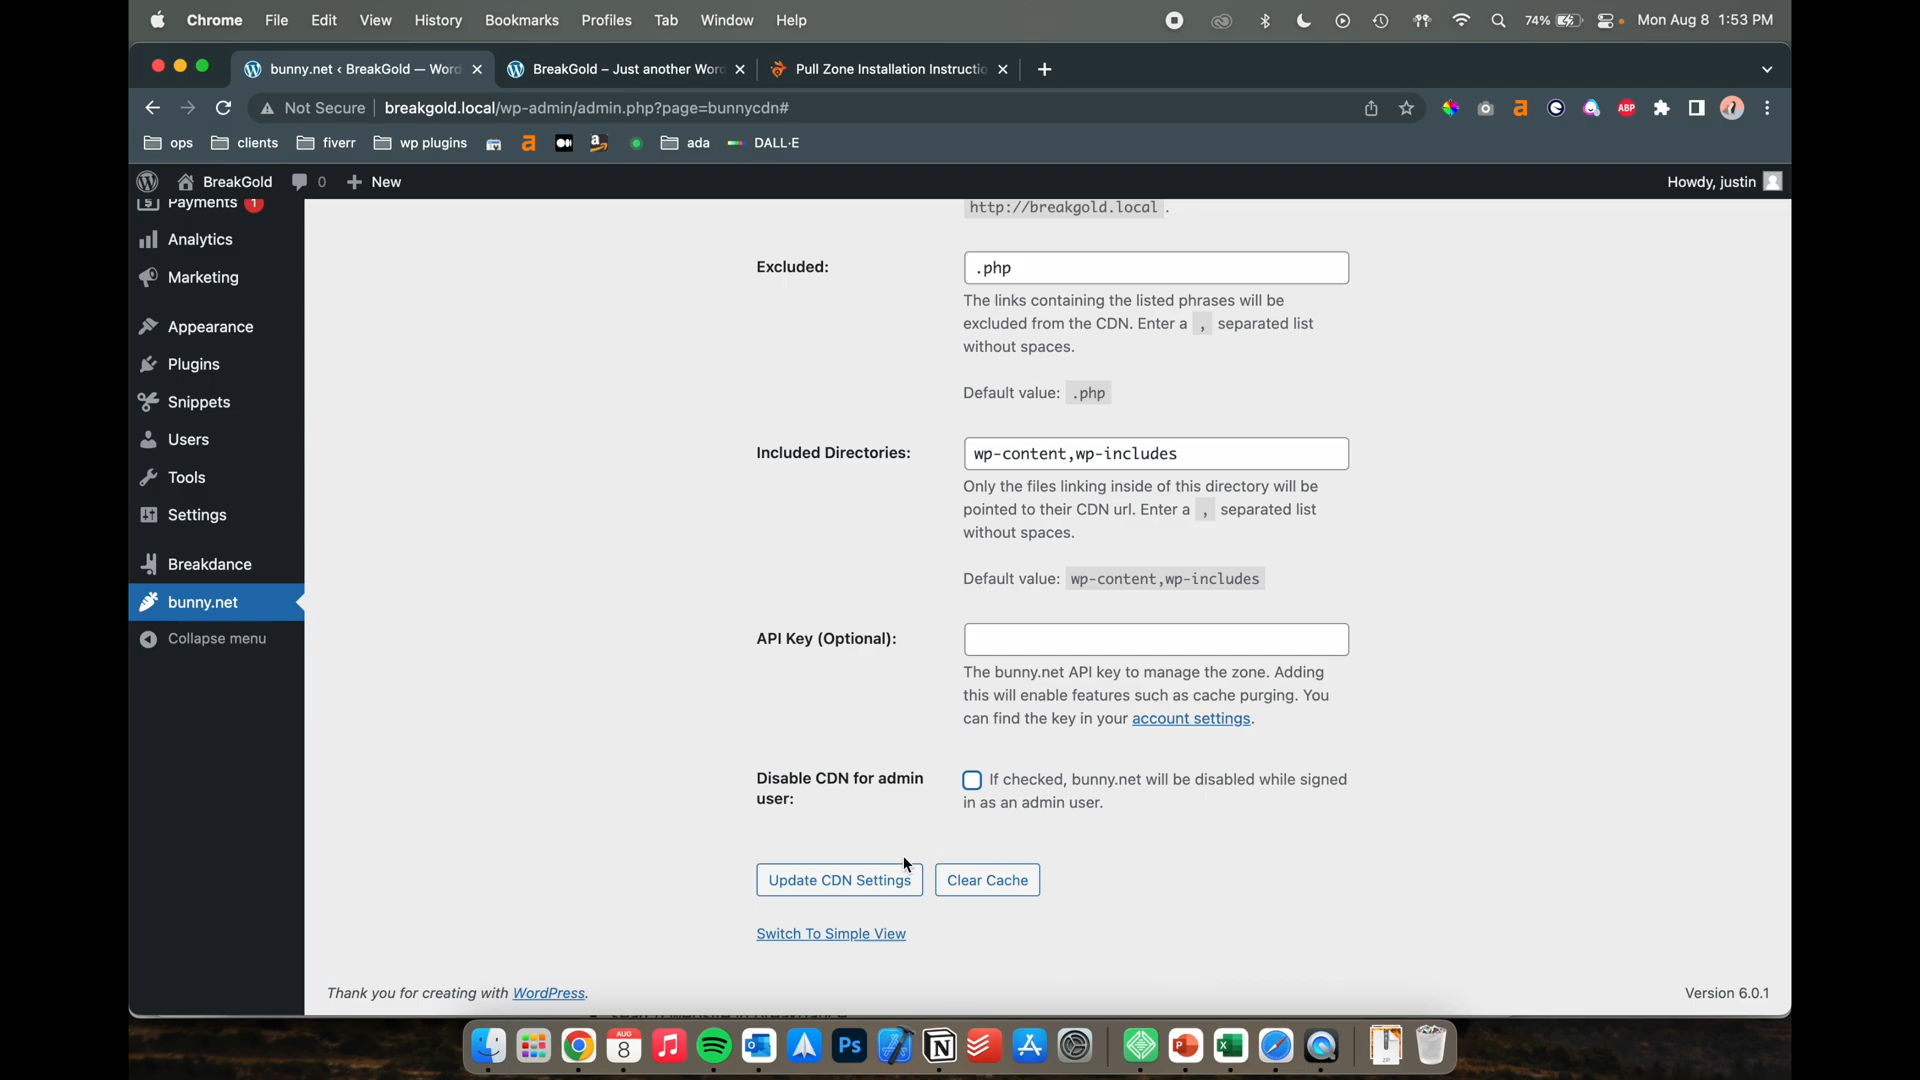 Chrome File Edit View History Bookmarks Profiles Tab Window Help 74% Mon Aug 8 1:53 PM
bunny.net ‹ BreakGold — Word BreakGold – Just another Wor Pull Zone Installation Instructio
Not Secure breakgold.local/wp-admin/admin.php?page=bunnycdn# ABP
ops clients fiverr wp plugins ada DALL·E
BreakGold 0 New Howdy, justin
Payments 1
Analytics
Marketing
Appearance
Plugins
Snippets
Users
Tools
Settings
Breakdance
bunny.net
Collapse menu
http://breakgold.local .
Excluded: .php
The links containing the listed phrases will be
excluded from the CDN. Enter a , separated list
without spaces.
Default value: .php
Included Directories: wp-content,wp-includes
Only the files linking inside of this directory will be
pointed to their CDN url. Enter a , separated list
without spaces.
Default value: wp-content,wp-includes
API Key (Optional):
The bunny.net API key to manage the zone. Adding
this will enable features such as cache purging. You
can find the key in your account settings.
Disable CDN for admin
user:
If checked, bunny.net will be disabled while signed
in as an admin user.
Update CDN Settings Clear Cache
Switch To Simple View
Thank you for creating with WordPress. Version 6.0.1
AUG
8
Ps
ZIP